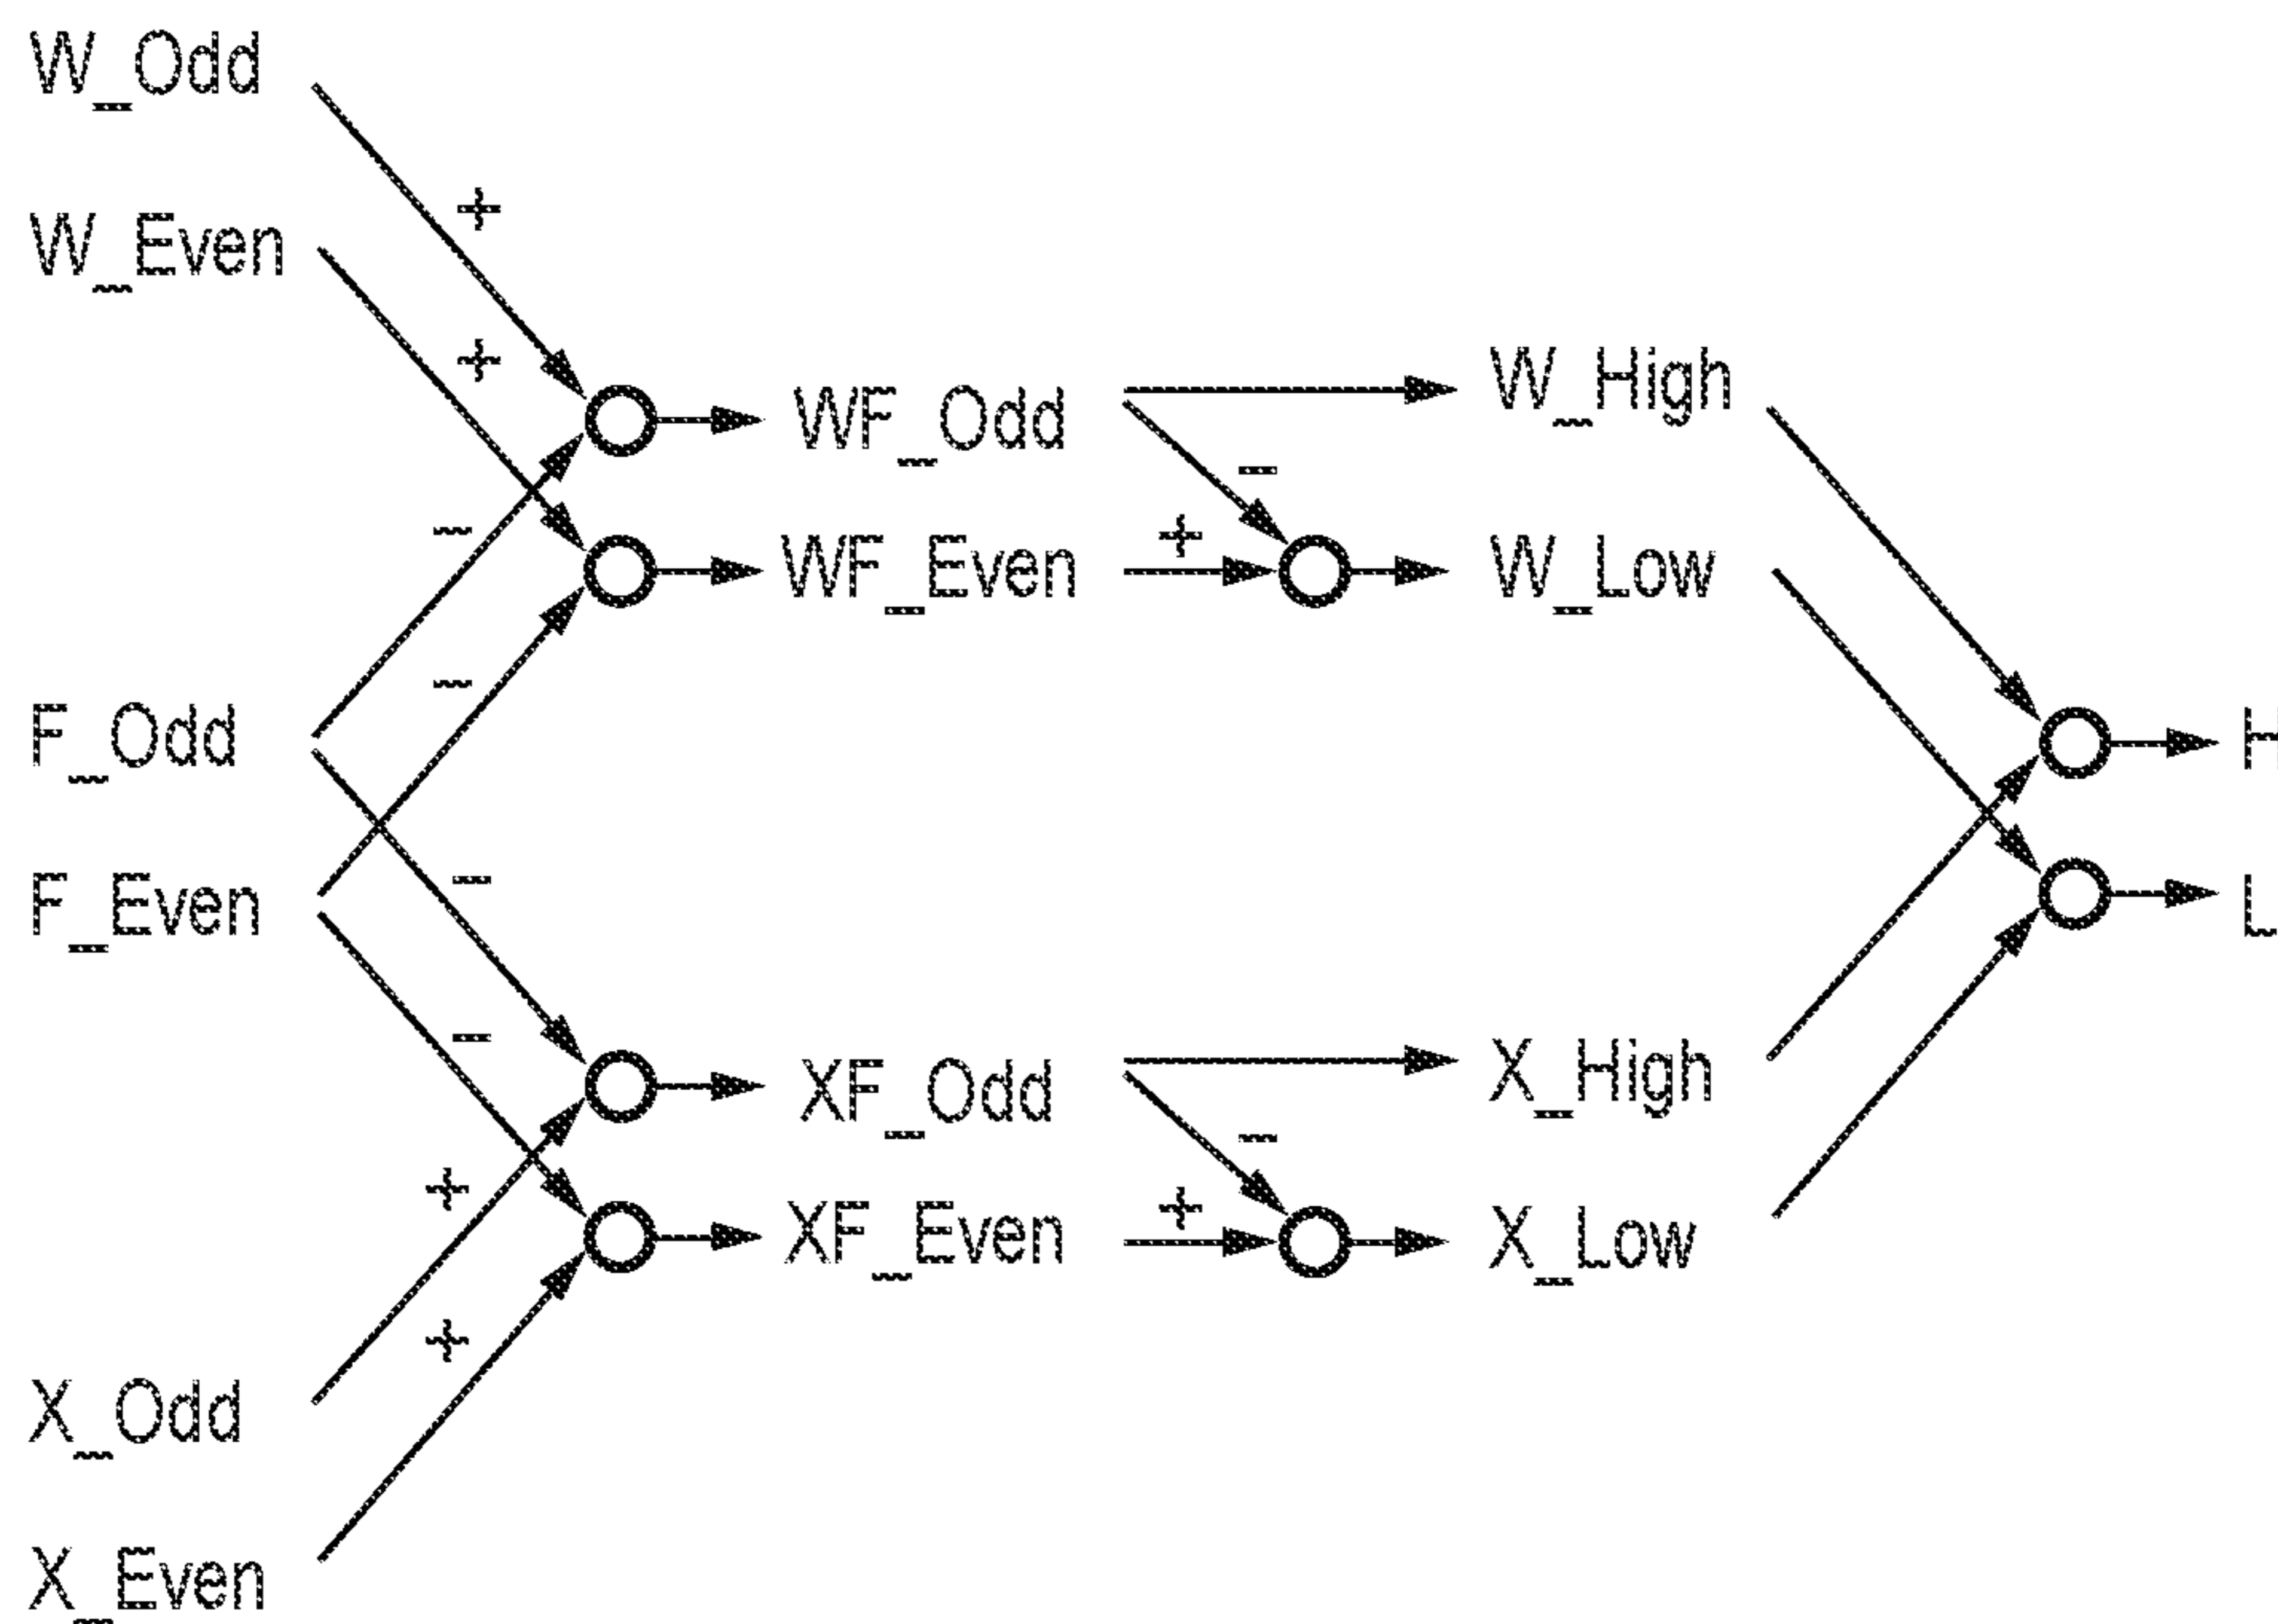 W_Odd
+
W_Even
+
W_High
WF_Odd
−
−
+
WF_Even
W_Low
−
F_Odd
H
−
F_Even
L
−
XF_Odd
X_High
−
+
+
XF_Even
X_Low
+
X_Odd
X_Even